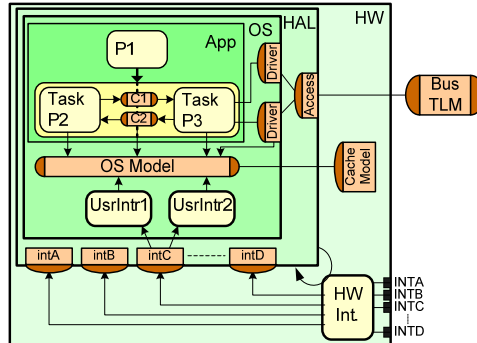 HW
HAL
OS
App
P1
Driver
Driver
Access
Bus
TLM
C1
C2
Task
P2
Task
P3
OS Model
Cache
Model
UsrIntr1
UsrIntr2
intA
intB
intC
intD
HW
Int.
INTA
INTB
INTC
INTD